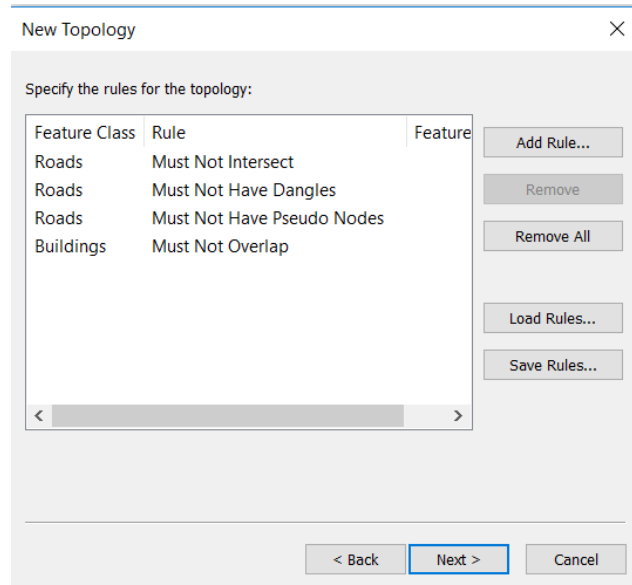 New Topology
Specify the rules for the topology:
Feature Class Rule Feature
Roads Must Not Intersect
Roads Must Not Have Dangles
Roads Must Not Have Pseudo Nodes
Buildings Must Not Overlap
Add Rule...
Remove
Remove All
Load Rules...
Save Rules...
< Back Next > Cancel